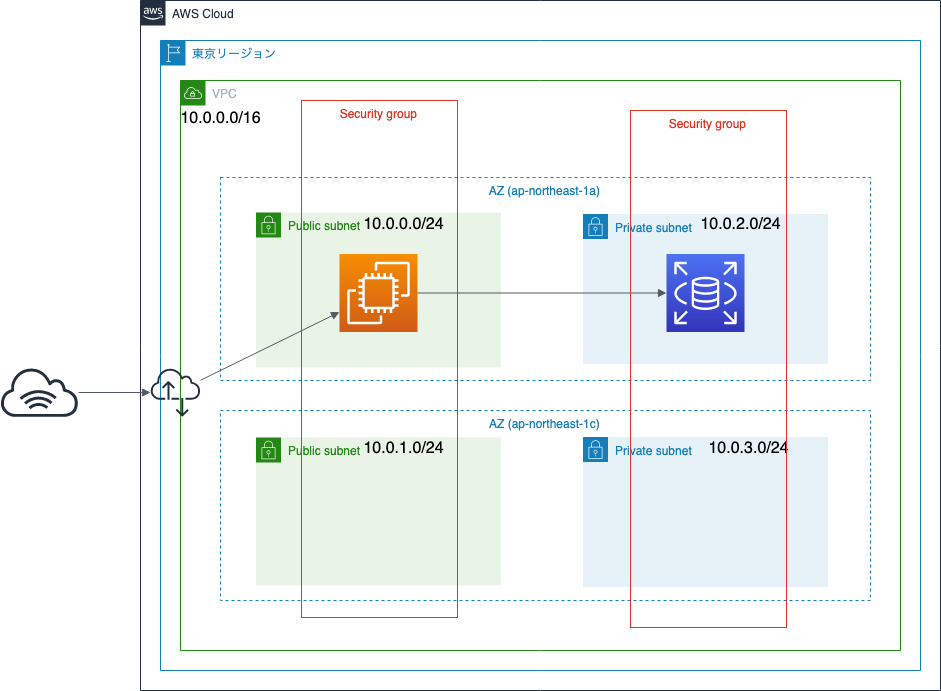 aws
AWS Cloud
東京リージョン
VPC
10.0.0.0/16
Security group
Security group
AZ (ap-northeast-1a)
Public subnet 10.0.0.0/24
Private subnet 10.0.2.0/24
AZ (ap-northeast-1c)
Public subnet 10.0.1.0/24
Private subnet 10.0.3.0/24